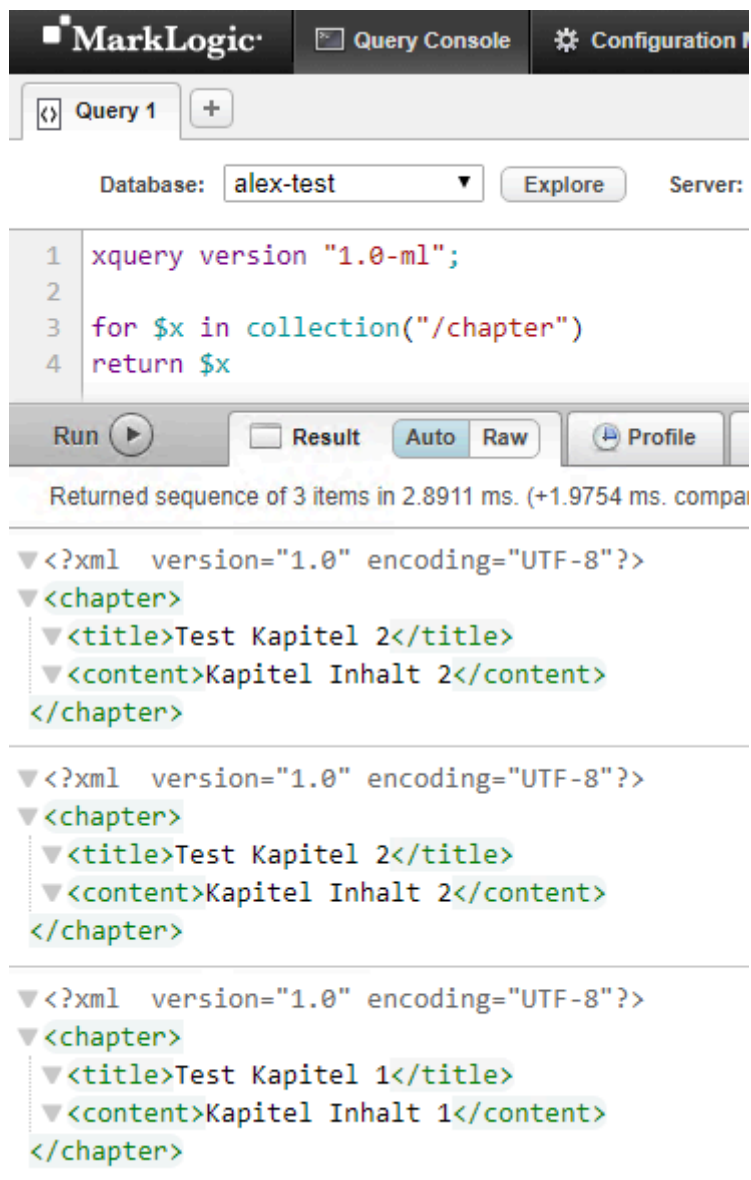 MarkLogic Query Console Configuration M
Query 1 +
Database: alex-test Explore Server:
1 xquery version "1.0-ml";
2
3 for $x in collection("/chapter")
4 return $x
Run Result Auto Raw Profile
Returned sequence of 3 items in 2.8911 ms. (+1.9754 ms. compar
<?xml version="1.0" encoding="UTF-8"?>
<chapter>
<title>Test Kapitel 2</title>
<content>Kapitel Inhalt 2</content>
</chapter>
<?xml version="1.0" encoding="UTF-8"?>
<chapter>
<title>Test Kapitel 2</title>
<content>Kapitel Inhalt 2</content>
</chapter>
<?xml version="1.0" encoding="UTF-8"?>
<chapter>
<title>Test Kapitel 1</title>
<content>Kapitel Inhalt 1</content>
</chapter>